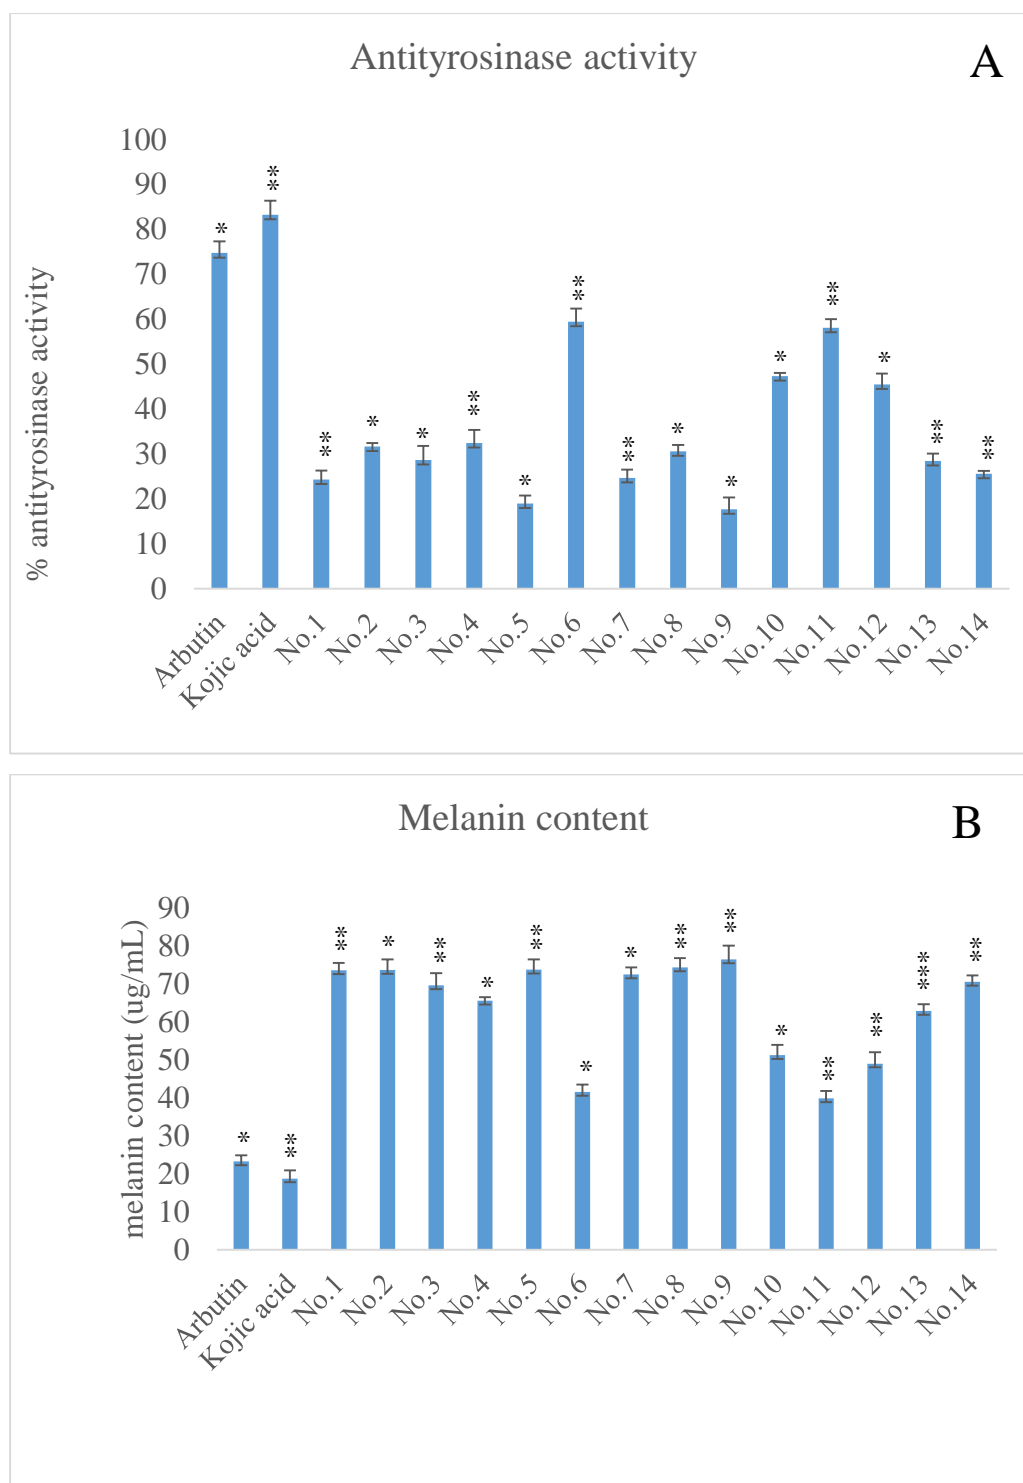 Antityrosinase activity
A
% antityrosinase activity
100
90
80
70
60
50
40
30
20
10
0
*
**
**
*
*
**
*
**
**
*
*
*
**
*
**
**
Arbutin
Kojic acid
No.1
No.2
No.3
No.4
No.5
No.6
No.7
No.8
No.9
No.10
No.11
No.12
No.13
No.14
Melanin content
B
melanin content (ug/mL)
90
80
70
60
50
40
30
20
10
0
*
**
**
*
**
*
**
*
*
**
**
*
**
**
***
**
Arbutin
Kojic acid
No.1
No.2
No.3
No.4
No.5
No.6
No.7
No.8
No.9
No.10
No.11
No.12
No.13
No.14